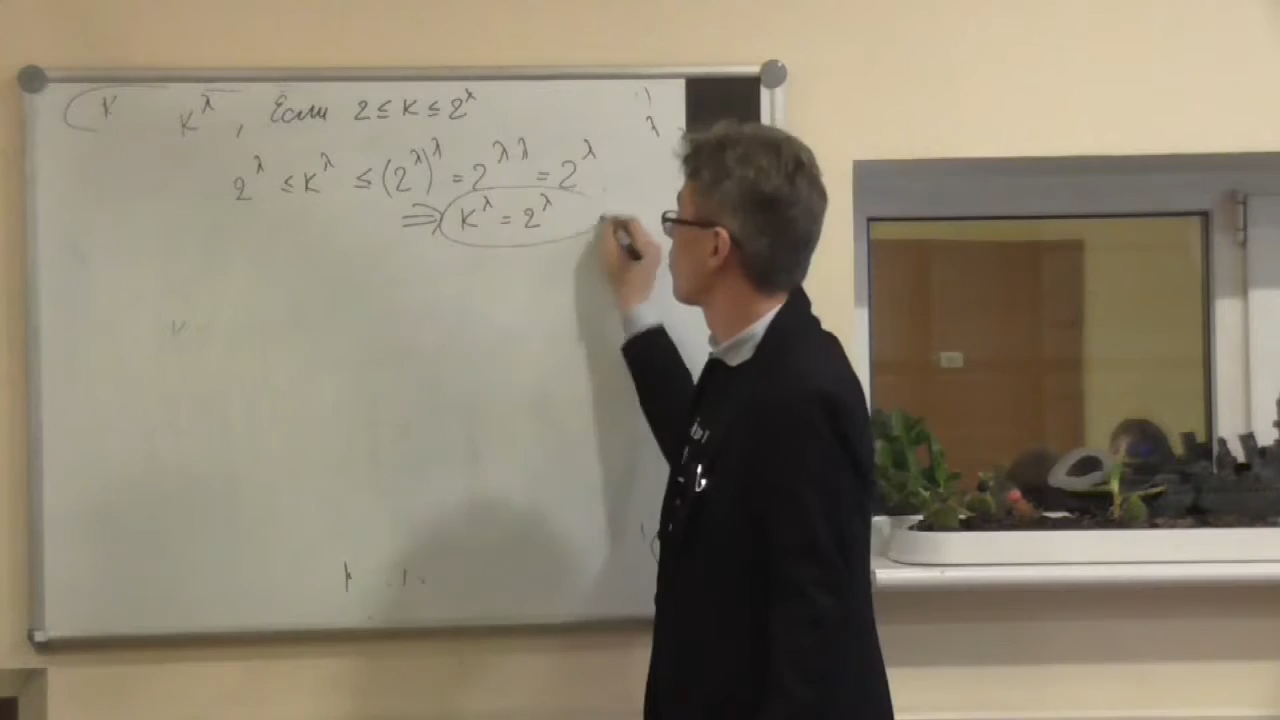 K K^λ, Если 2 ≤ K ≤ 2^λ
2^λ ≤ K^λ ≤ (2^λ)^λ = 2^{λλ} = 2^λ
⇒ K^λ = 2^λ